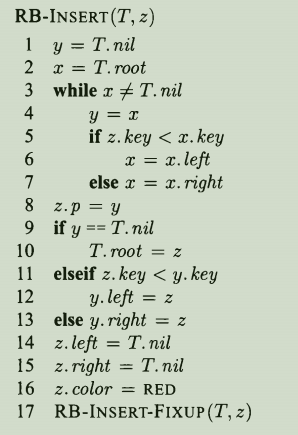 RB-INSERT(T, z)
1 y = T.nil
2 x = T.root
3 while x ≠ T.nil
4 y = x
5 if z.key < x.key
6 x = x.left
7 else x = x.right
8 z.p = y
9 if y == T.nil
10 T.root = z
11 elseif z.key < y.key
12 y.left = z
13 else y.right = z
14 z.left = T.nil
15 z.right = T.nil
16 z.color = RED
17 RB-INSERT-FIXUP(T, z)